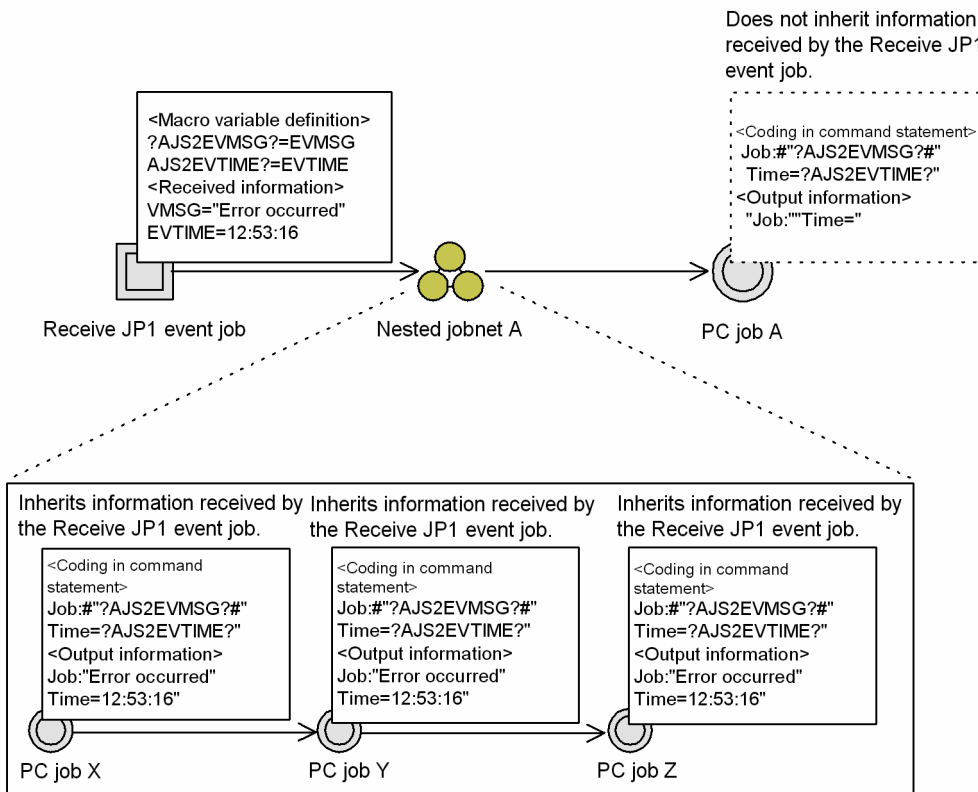 Does not inherit information
received by the Receive JP1
event job.
<Macro variable definition>
?AJS2EVMSG?=EVMSG
AJS2EVTIME?=EVTIME
<Received information>
VMSG="Error occurred"
EVTIME=12:53:16
<Coding in command statement>
Job:#"?AJS2EVMSG?#"
Time=?AJS2EVTIME?"
<Output information>
"Job:""Time="
Receive JP1 event job
Nested jobnet A
PC job A
Inherits information received by
the Receive JP1 event job.
<Coding in command
statement>
Job:#"?AJS2EVMSG?#"
Time=?AJS2EVTIME?"
<Output information>
Job:"Error occurred"
Time=12:53:16"
PC job X
Inherits information received by
the Receive JP1 event job.
<Coding in command
statement>
Job:#"?AJS2EVMSG?#"
Time=?AJS2EVTIME?"
<Output information>
Job:"Error occurred"
Time=12:53:16"
PC job Y
Inherits information received by
the Receive JP1 event job.
<Coding in command
statement>
Job:#"?AJS2EVMSG?#"
Time=?AJS2EVTIME?"
<Output information>
Job:"Error occurred"
Time=12:53:16"
PC job Z